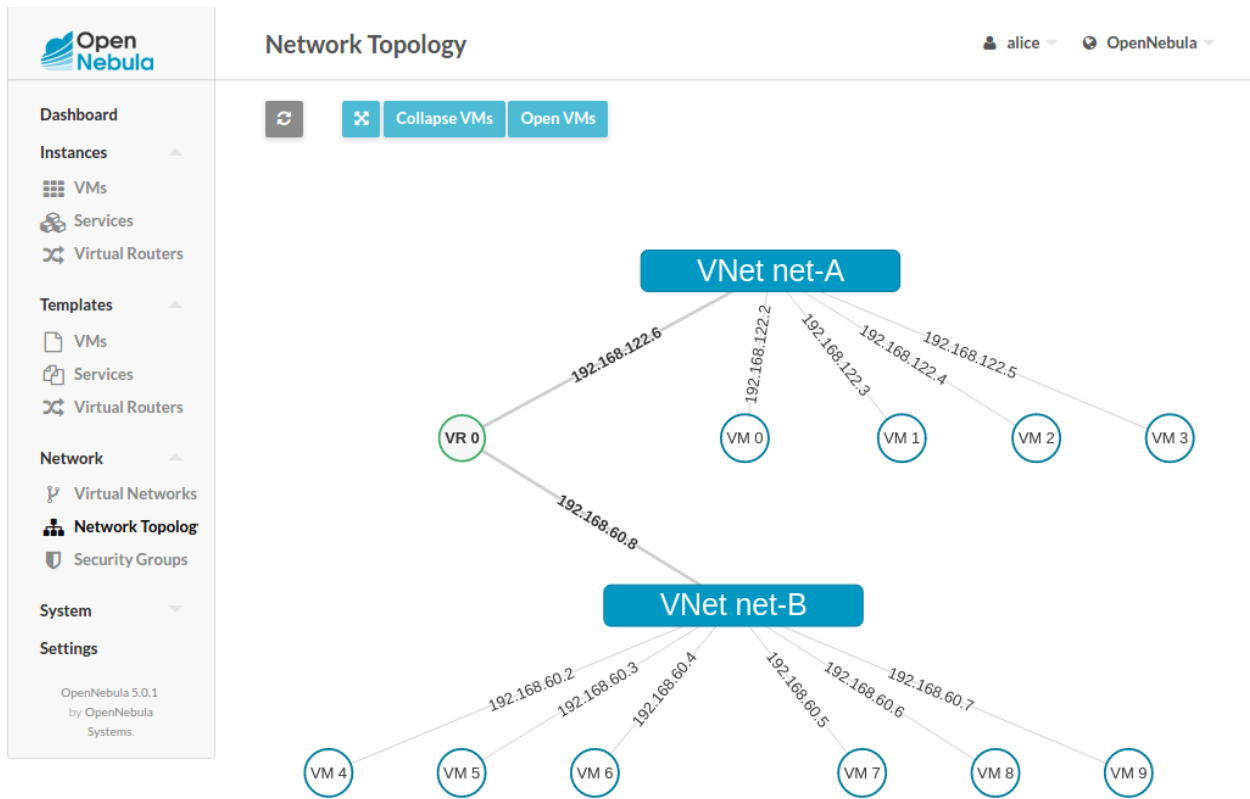 Open
Nebula
Network Topology
alice
OpenNebula
Dashboard
Instances
VMs
Services
Virtual Routers
Templates
VMs
Services
Virtual Routers
Network
Virtual Networks
Network Topolog
Security Groups
System
Settings
OpenNebula 5.0.1
by OpenNebula
Systems.
Collapse VMs
Open VMs
VNet net-A
192.168.122.6
192.168.122.2
192.168.122.3
192.168.122.4
192.168.122.5
VR 0
VM 0
VM 1
VM 2
VM 3
192.168.60.8
VNet net-B
192.168.60.2
192.168.60.3
192.168.60.4
192.168.60.5
192.168.60.6
192.168.60.7
VM 4
VM 5
VM 6
VM 7
VM 8
VM 9